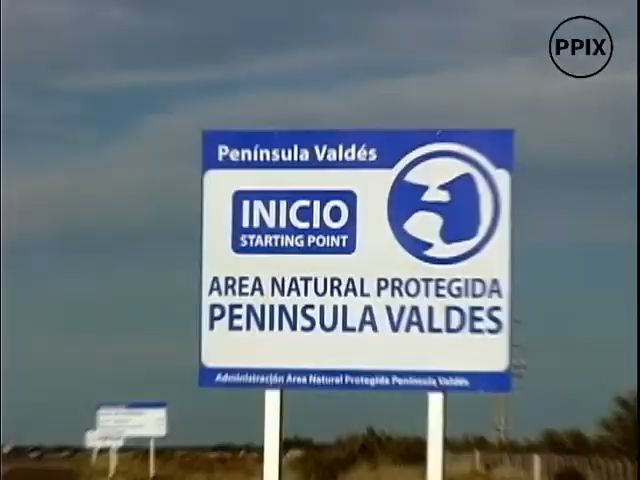 PPIX
Península Valdés
INICIO
STARTING POINT
AREA NATURAL PROTEGIDA
PENINSULA VALDES
Administración Area Natural Protegida Península Valdés